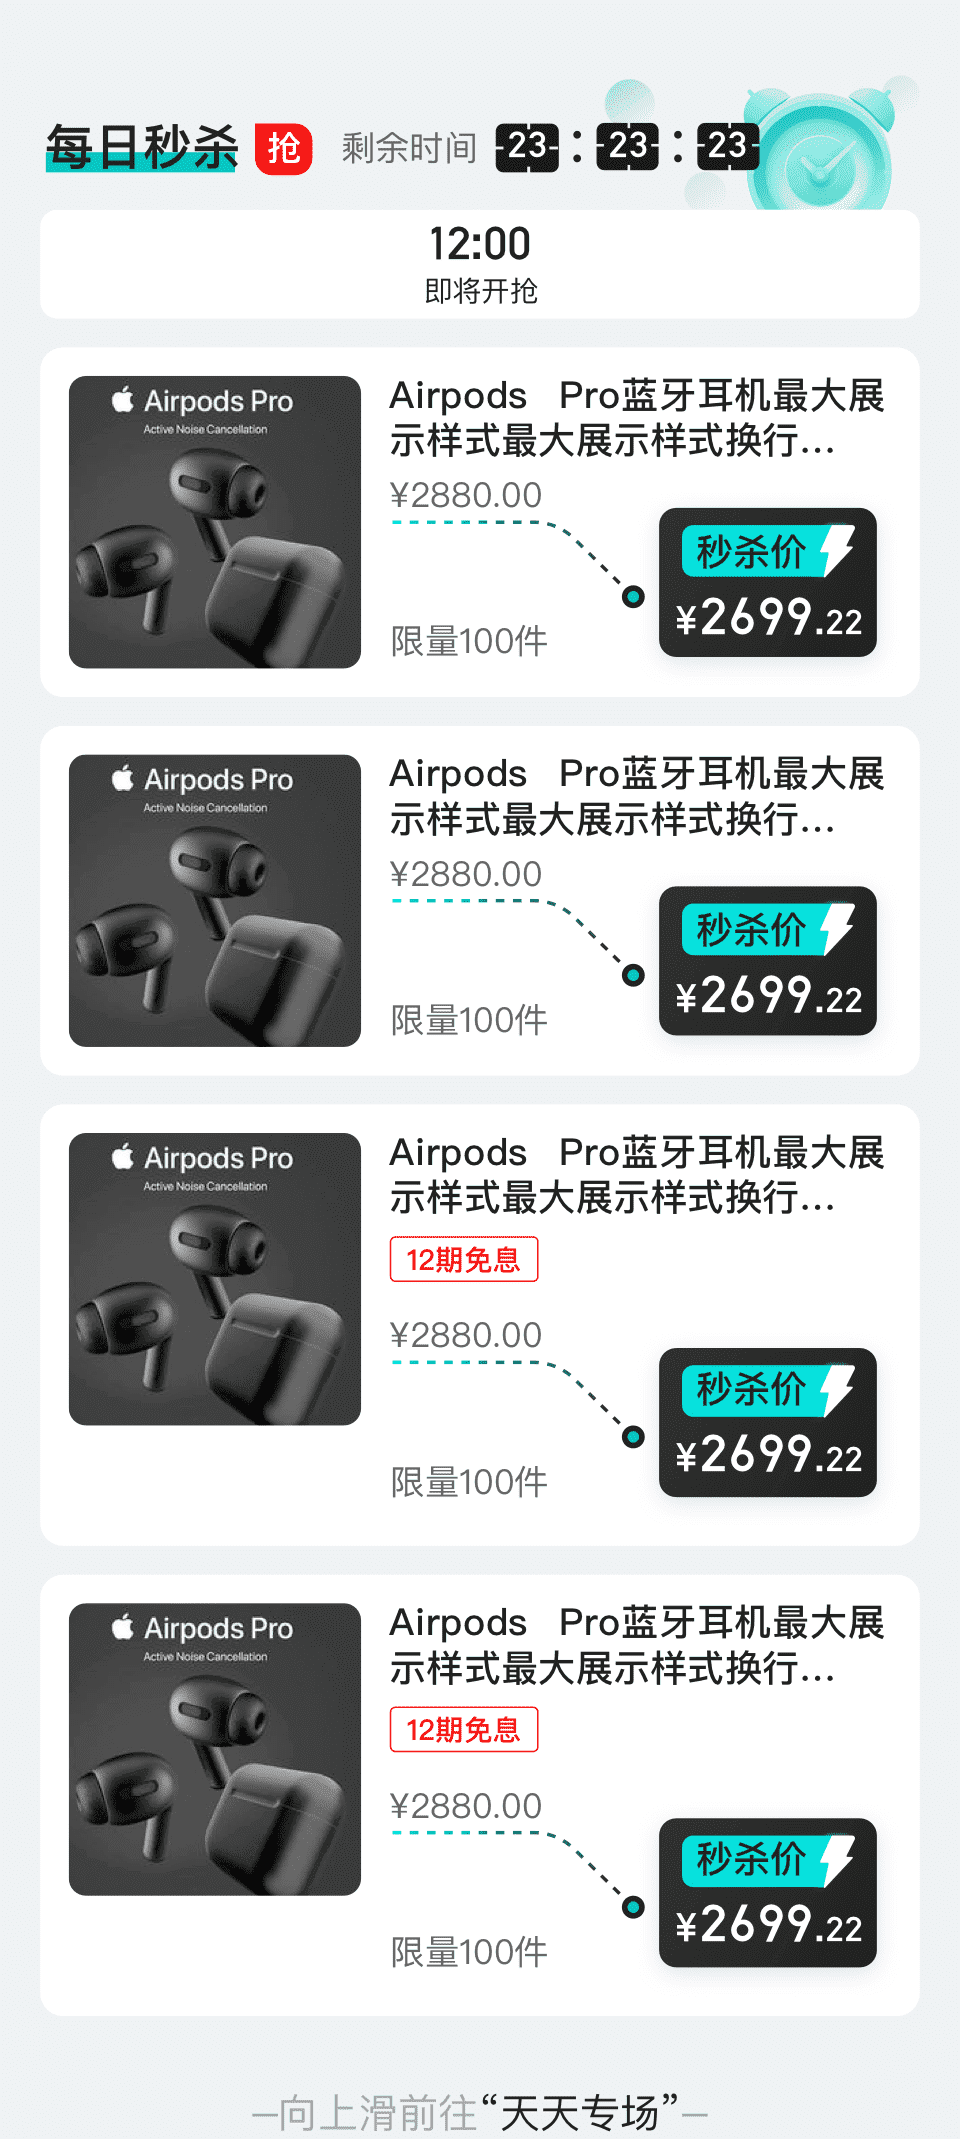 每日秒杀 抢 剩余时间 23 : 23 : 23
12:00
即将开抢
Airpods Pro
Active Noise Cancellation
Airpods Pro蓝牙耳机最大展
示样式最大展示样式换行...
¥2880.00
秒杀价
¥2699.22
限量100件
Airpods Pro
Active Noise Cancellation
Airpods Pro蓝牙耳机最大展
示样式最大展示样式换行...
¥2880.00
秒杀价
¥2699.22
限量100件
Airpods Pro
Active Noise Cancellation
Airpods Pro蓝牙耳机最大展
示样式最大展示样式换行...
12期免息
¥2880.00
秒杀价
¥2699.22
限量100件
Airpods Pro
Active Noise Cancellation
Airpods Pro蓝牙耳机最大展
示样式最大展示样式换行...
12期免息
¥2880.00
秒杀价
¥2699.22
限量100件
—向上滑前往“天天专场”—